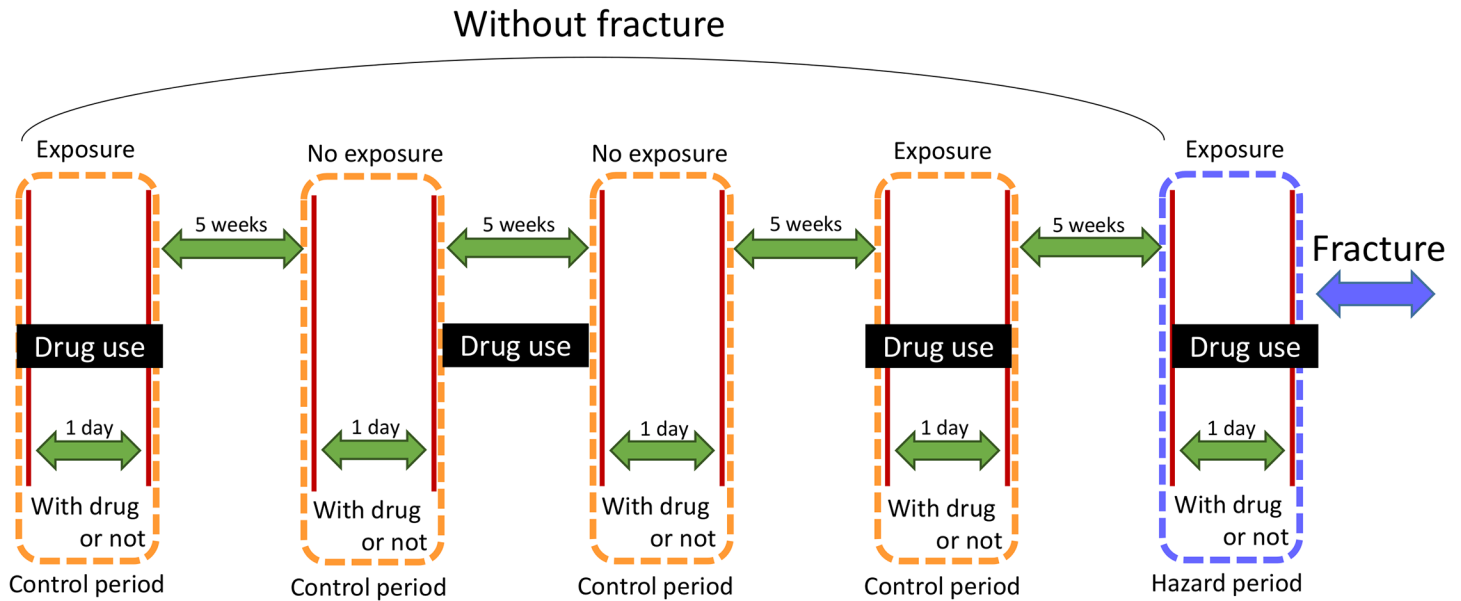 Without fracture
Exposure
No exposure
No exposure
Exposure
Exposure
5 weeks
5 weeks
5 weeks
5 weeks
Fracture
Drug use
Drug use
Drug use
Drug use
1 day
1 day
1 day
1 day
1 day
With drug
or not
With drug
or not
With drug
or not
With drug
or not
With drug
or not
Control period
Control period
Control period
Control period
Hazard period